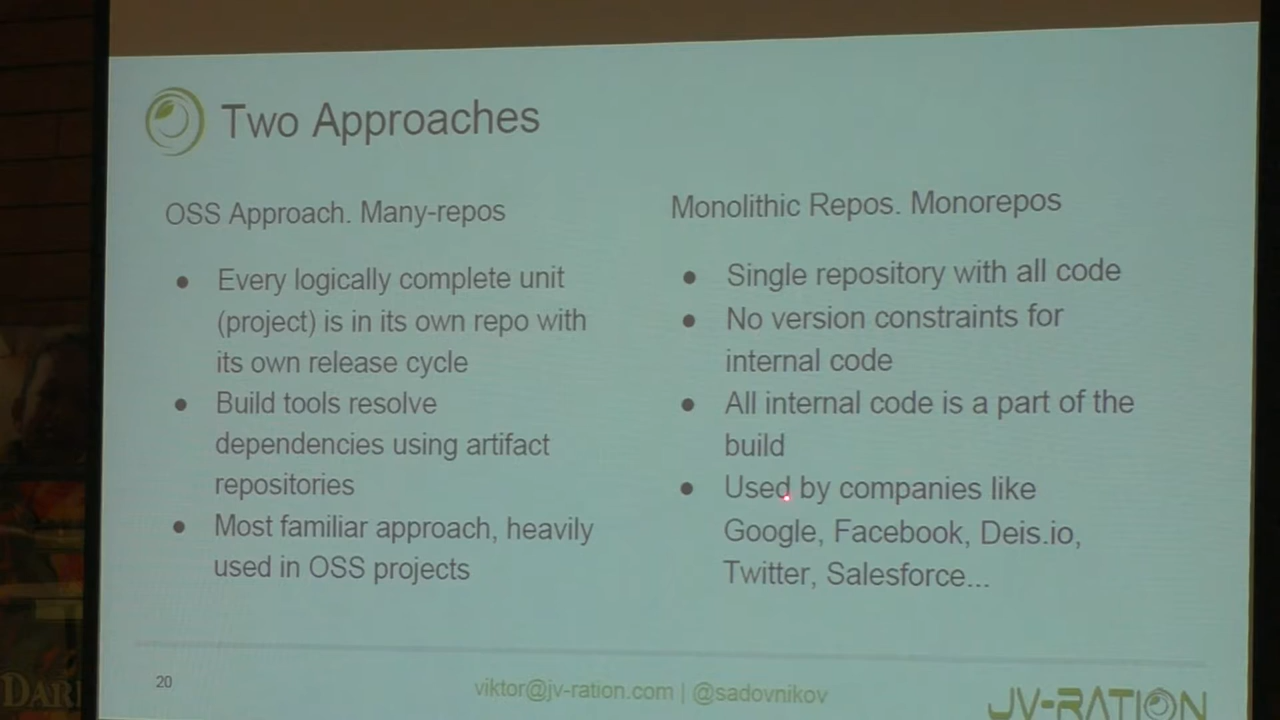 Two Approaches
OSS Approach. Many-repos
● Every logically complete unit
(project) is in its own repo with
its own release cycle
● Build tools resolve
dependencies using artifact
repositories
● Most familiar approach, heavily
used in OSS projects
Monolithic Repos. Monorepos
● Single repository with all code
● No version constraints for
internal code
● All internal code is a part of the
build
● Used by companies like
Google, Facebook, Deis.io,
Twitter, Salesforce...
20
viktor@jv-ration.com | @sadovnikov
JV-RATION